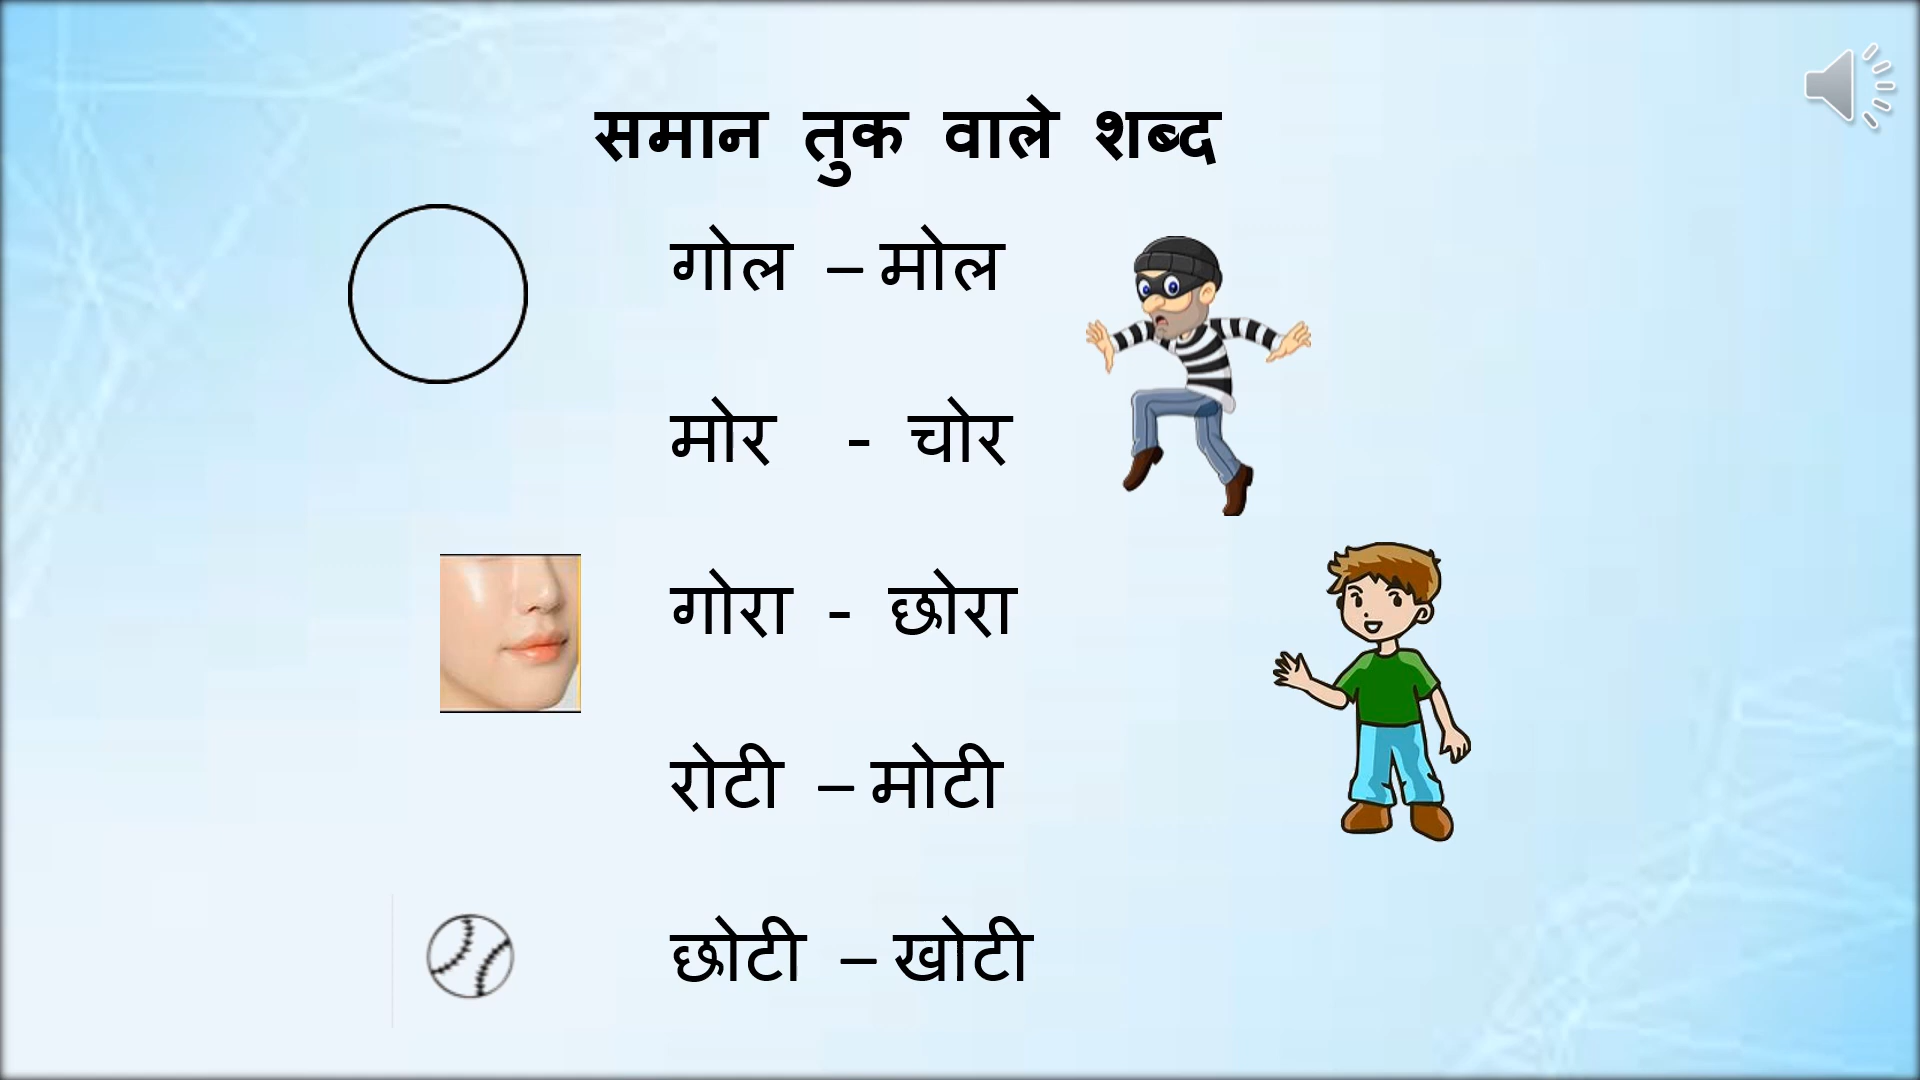 समान तुक वाले शब्द
गोल – मोल
मोर - चोर
गोरा - छोरा
रोटी – मोटी
छोटी – खोटी